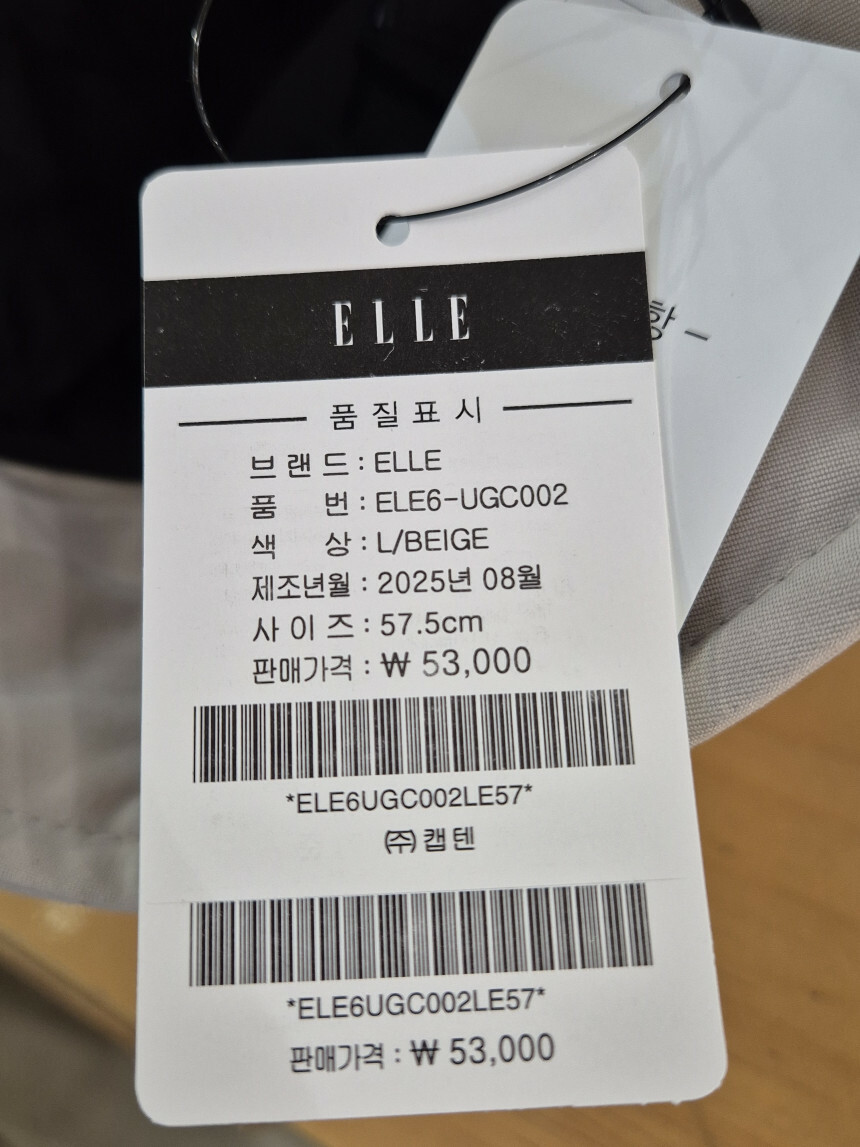 ELLE
품질표시
브랜드 : ELLE
품 번 : ELE6-UGC002
색 상 : L/BEIGE
제조년월 : 2025년 08월
사이즈 : 57.5cm
판매가격 : ₩ 53,000
*ELE6UGC002LE57*
㈜캡텐
*ELE6UGC002LE57*
판매가격 : ₩ 53,000
항 –